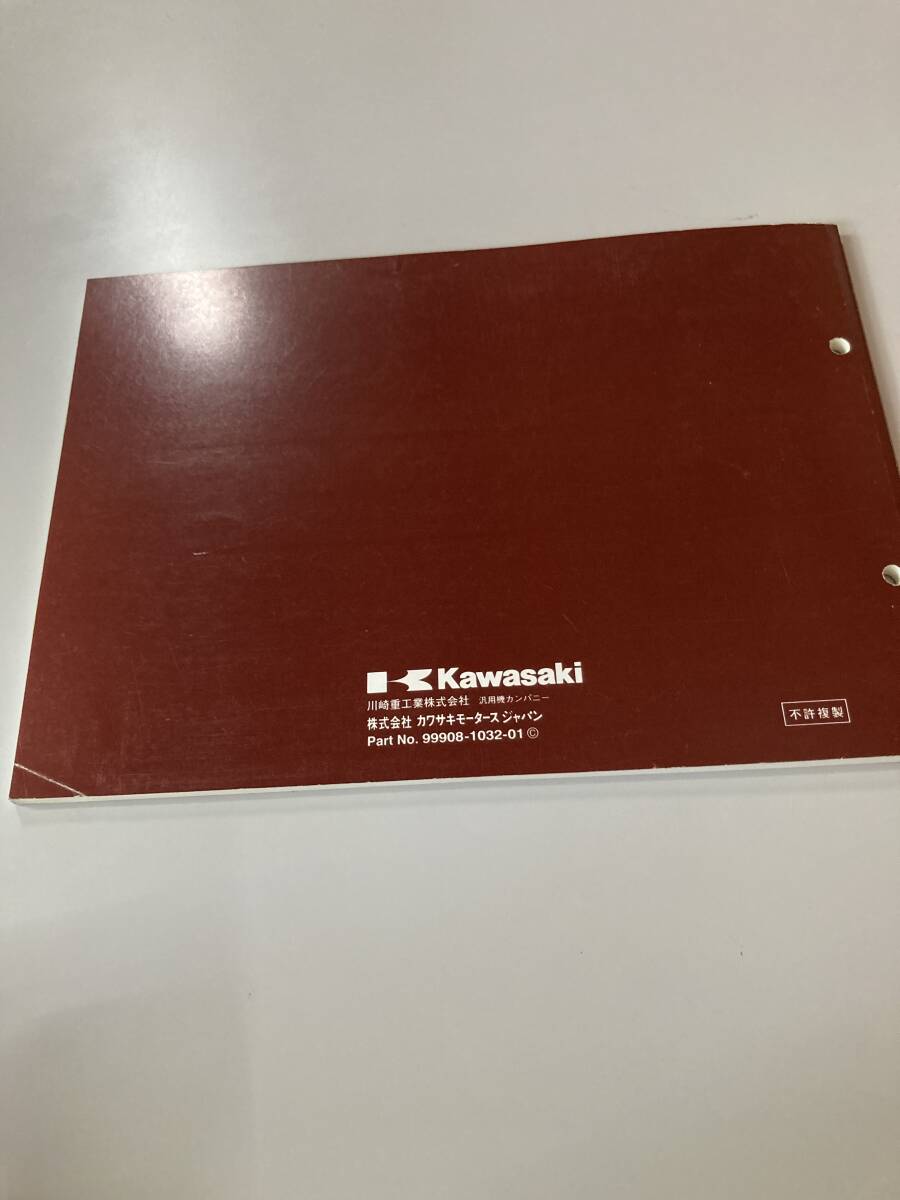 Kawasaki
川崎重工業株式会社 汎用機カンパニー
株式会社 カワサキモータース ジャパン
Part No. 99908-1032-01 ©
不許複製